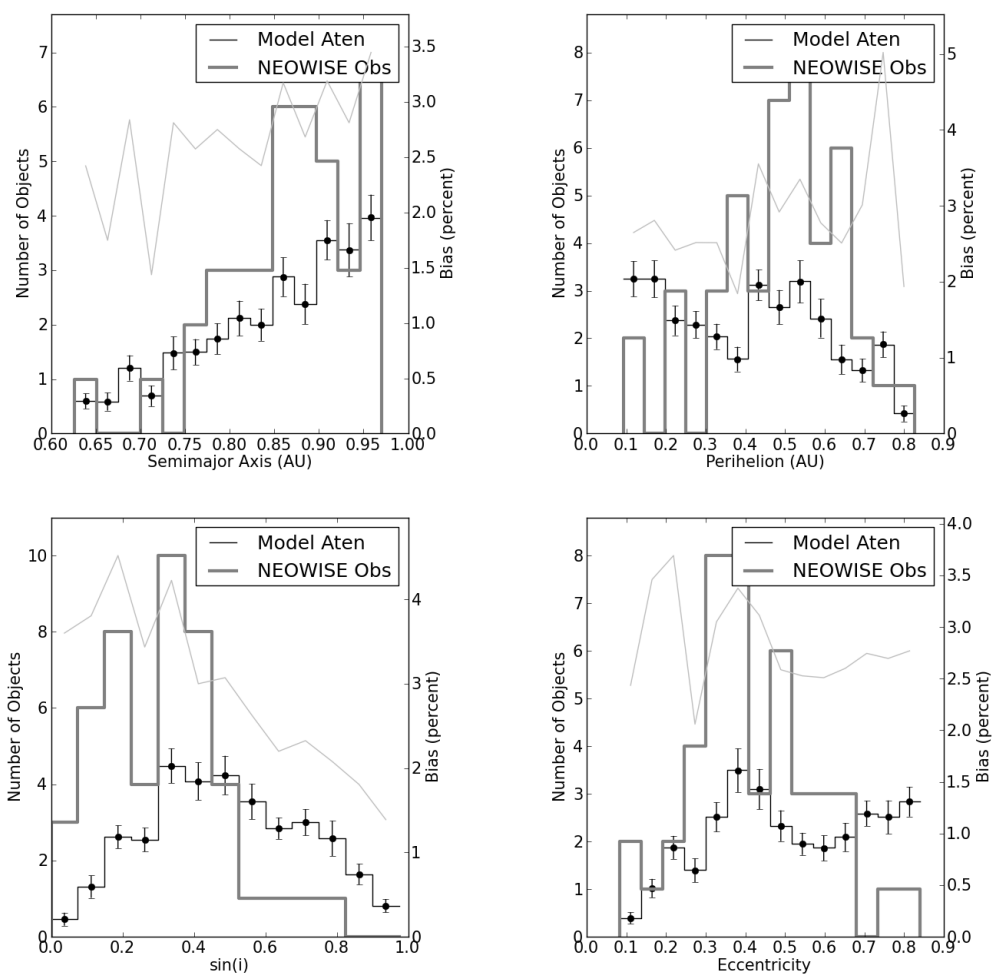 Model Aten
NEOWISE Obs
7
6
5
4
3
2
1
0
Number of Objects
3.5
3.0
2.5
2.0
1.5
1.0
0.5
0.0
Bias (percent)
0.60 0.65 0.70 0.75 0.80 0.85 0.90 0.95 1.00
Semimajor Axis (AU)
Model Aten
NEOWISE Obs
8
7
6
5
4
3
2
1
0
Number of Objects
5
4
3
2
1
0
Bias (percent)
0.0 0.1 0.2 0.3 0.4 0.5 0.6 0.7 0.8 0.9
Perihelion (AU)
Model Aten
NEOWISE Obs
10
8
6
4
2
0
Number of Objects
4
3
2
1
0
Bias (percent)
0.0 0.2 0.4 0.6 0.8 1.0
sin(i)
Model Aten
NEOWISE Obs
8
7
6
5
4
3
2
1
0
Number of Objects
4.0
3.5
3.0
2.5
2.0
1.5
1.0
0.5
0.0
Bias (percent)
0.0 0.1 0.2 0.3 0.4 0.5 0.6 0.7 0.8 0.9
Eccentricity